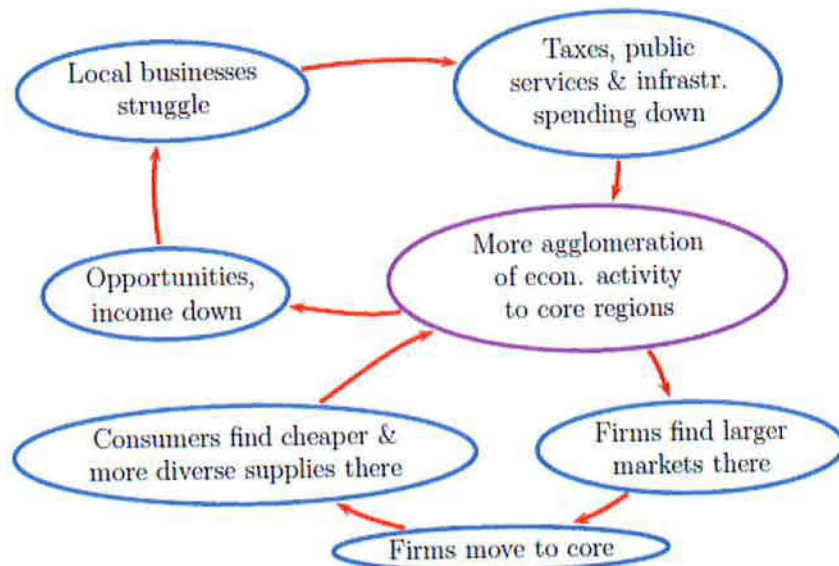 Local businesses
struggle
Taxes, public
services & infrastr.
spending down
More agglomeration
of econ. activity
to core regions
Opportunities,
income down
Consumers find cheaper &
more diverse supplies there
Firms find larger
markets there
Firms move to core